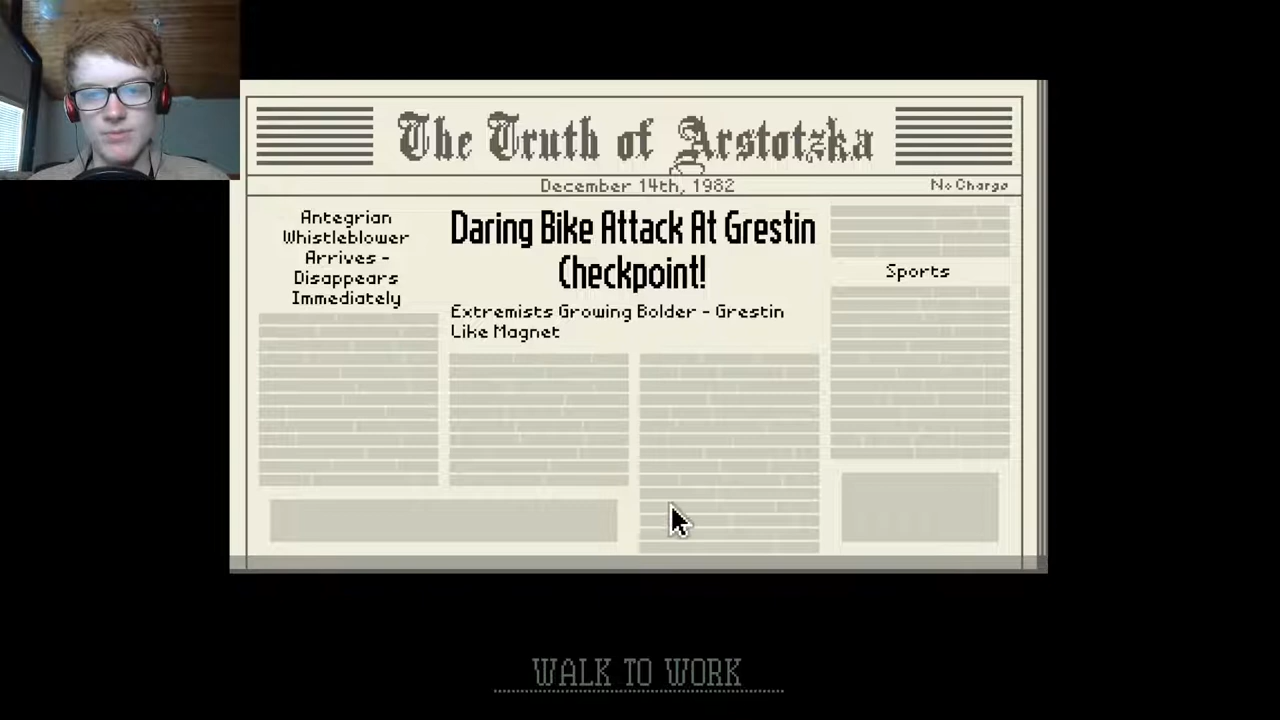 The Truth of Arstotzka
December 14th, 1982
No Charge
Antegrian
Whistleblower
Arrives -
Disappears
Immediately
Daring Bike Attack At Grestin
Checkpoint!
Extremists Growing Bolder - Grestin
Like Magnet
Sports
WALK TO WORK